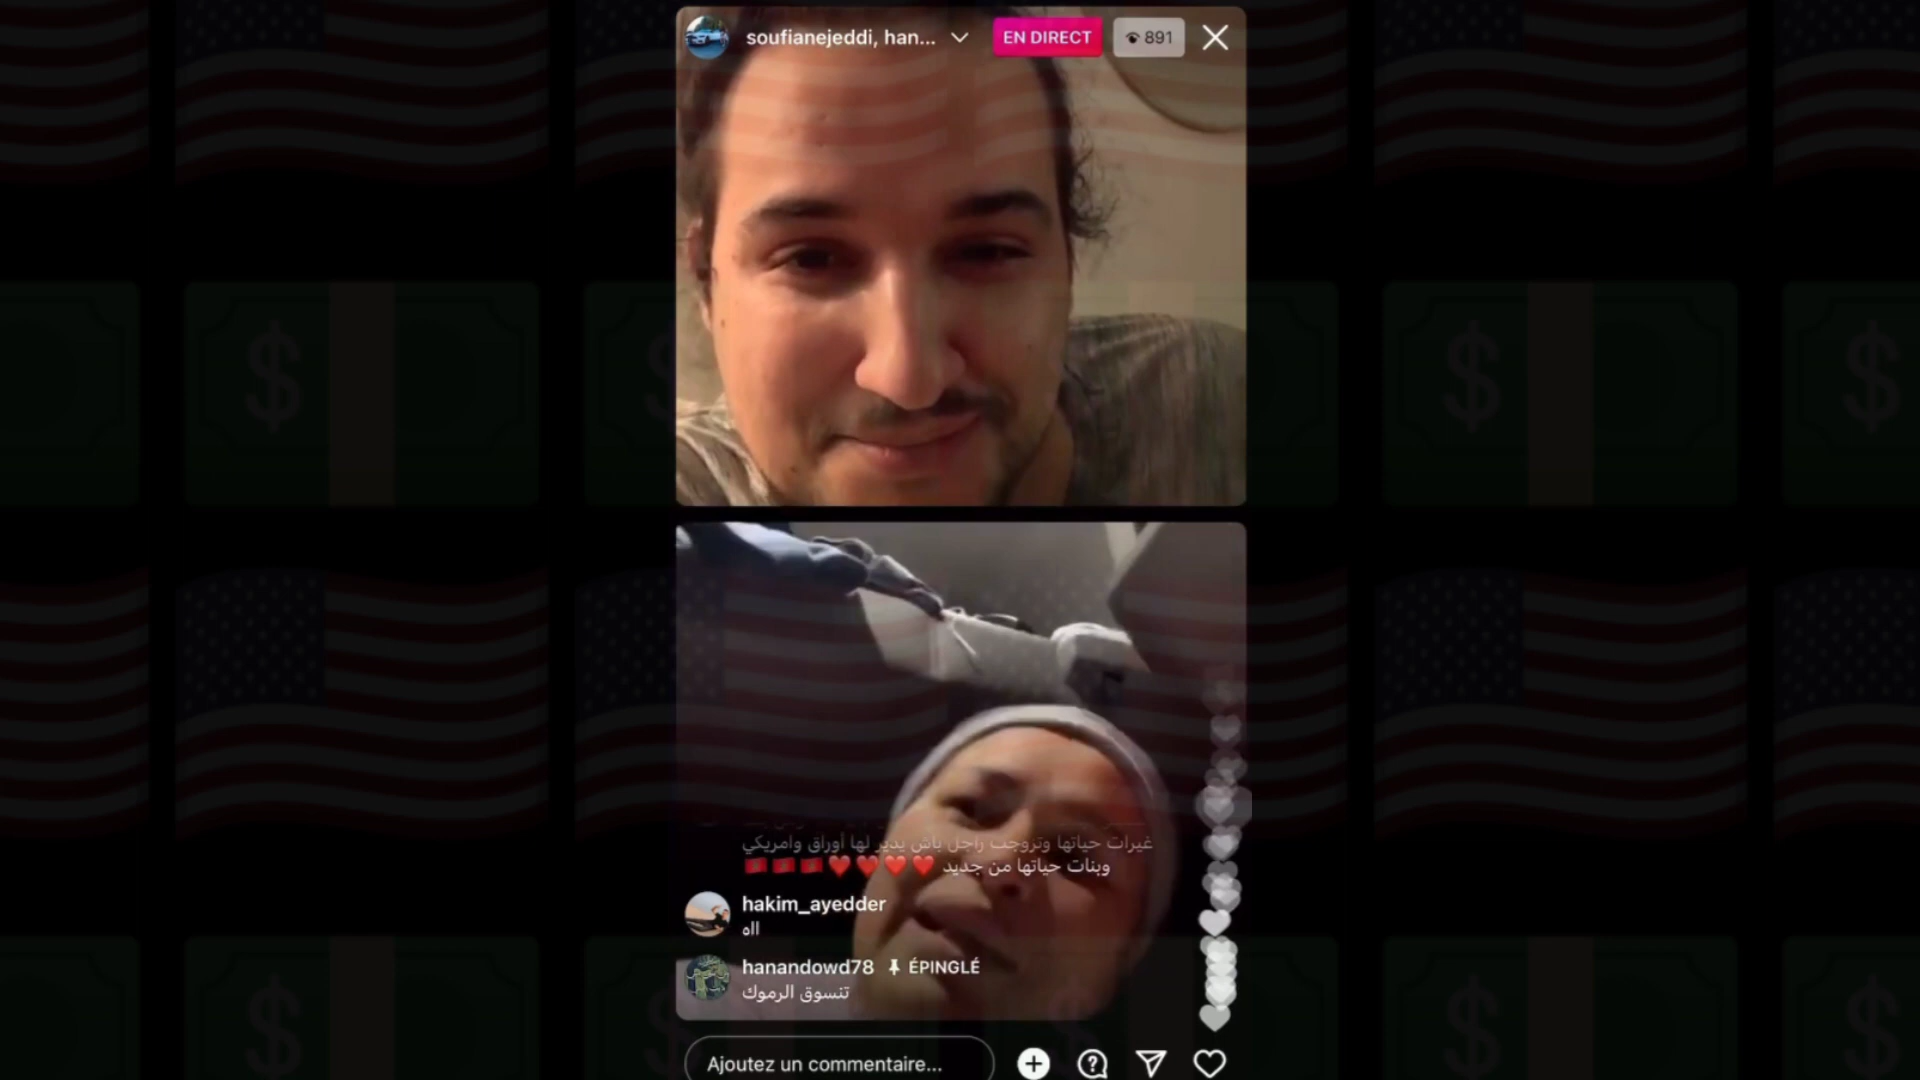 soufianejeddi, han...
EN DIRECT
891
غيرات حياتها وتزوجت راجل باش يدير لها أوراق وامريكي
وبنات حياتها من جديد ❤️❤️❤️❤️🇲🇦🇲🇦🇲🇦
hakim_ayedder
ااه
hanandowd78 📌 ÉPINGLÉ
تنسوق الرموك
Ajoutez un commentaire...